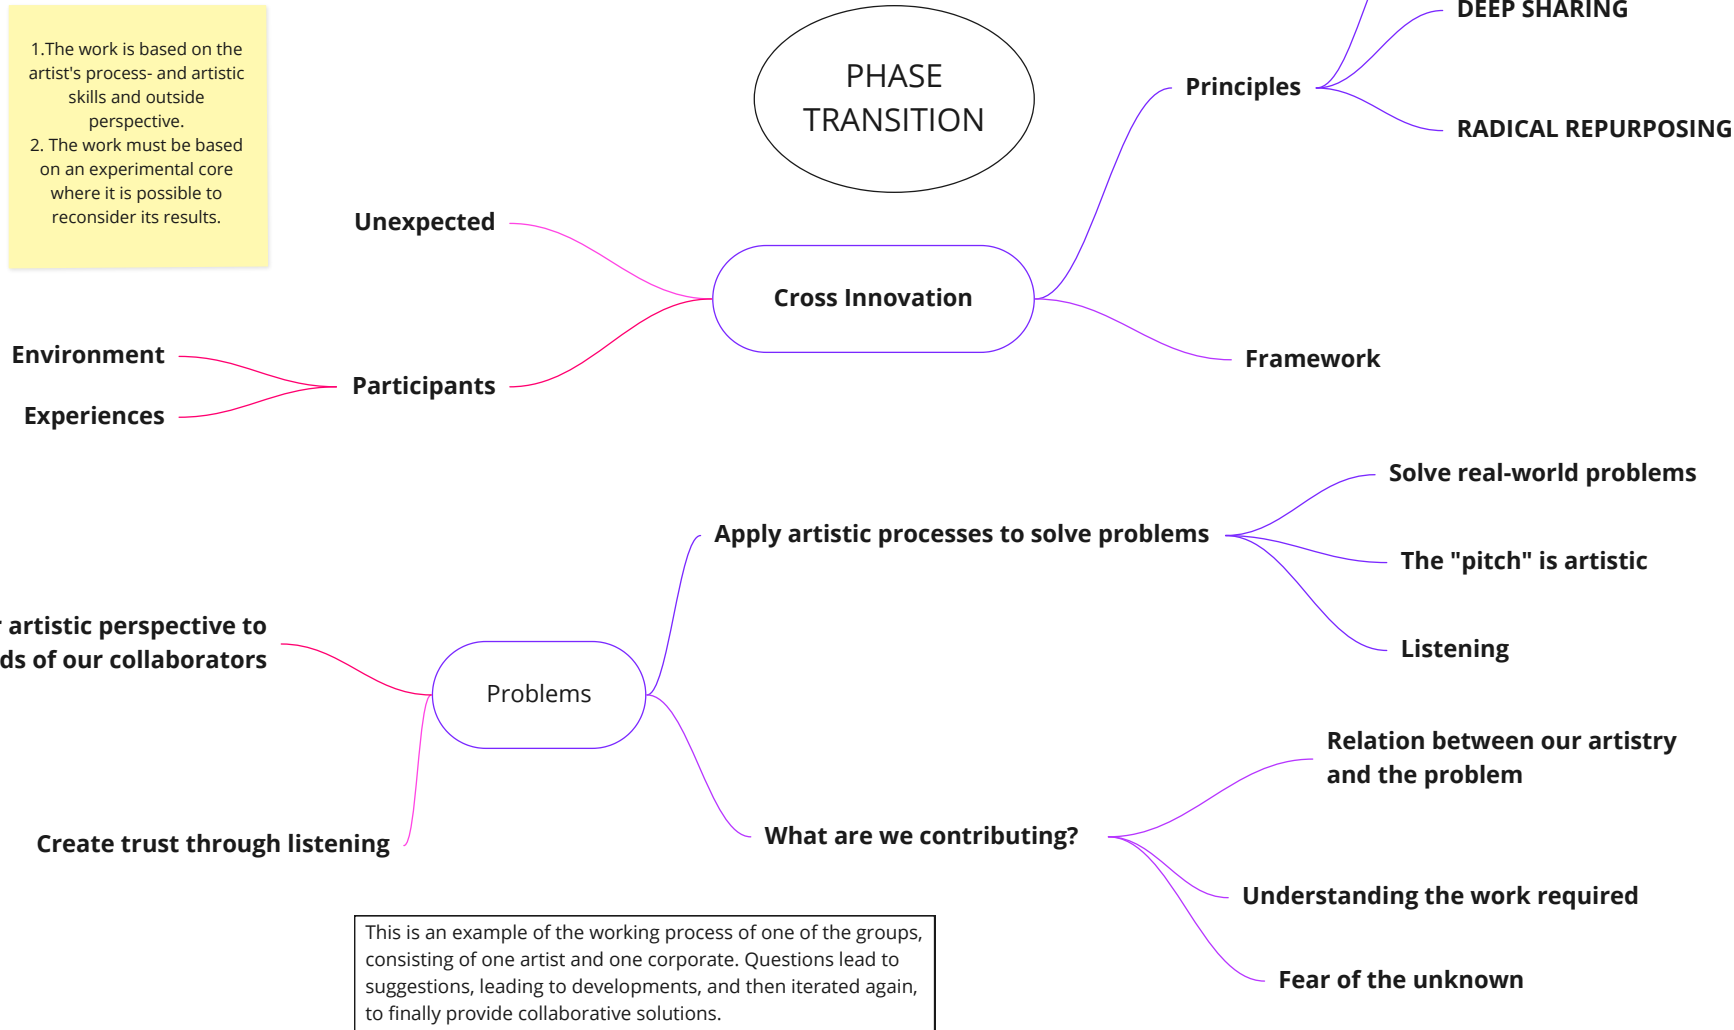 1.The work is based on the
artist's process- and artistic
skills and outside
perspective.
2. The work must be based
on an experimental core
where it is possible to
reconsider its results.
PHASE
TRANSITION
DEEP SHARING
Principles
RADICAL REPURPOSING
Unexpected
Cross Innovation
Framework
Environment
Participants
Experiences
Solve real-world problems
Apply artistic processes to solve problems
The "pitch" is artistic
Listening
artistic perspective to
of our collaborators
Problems
Create trust through listening
What are we contributing?
Relation between our artistry
and the problem
Understanding the work required
Fear of the unknown
This is an example of the working process of one of the groups,
consisting of one artist and one corporate. Questions lead to
suggestions, leading to developments, and then iterated again,
to finally provide collaborative solutions.